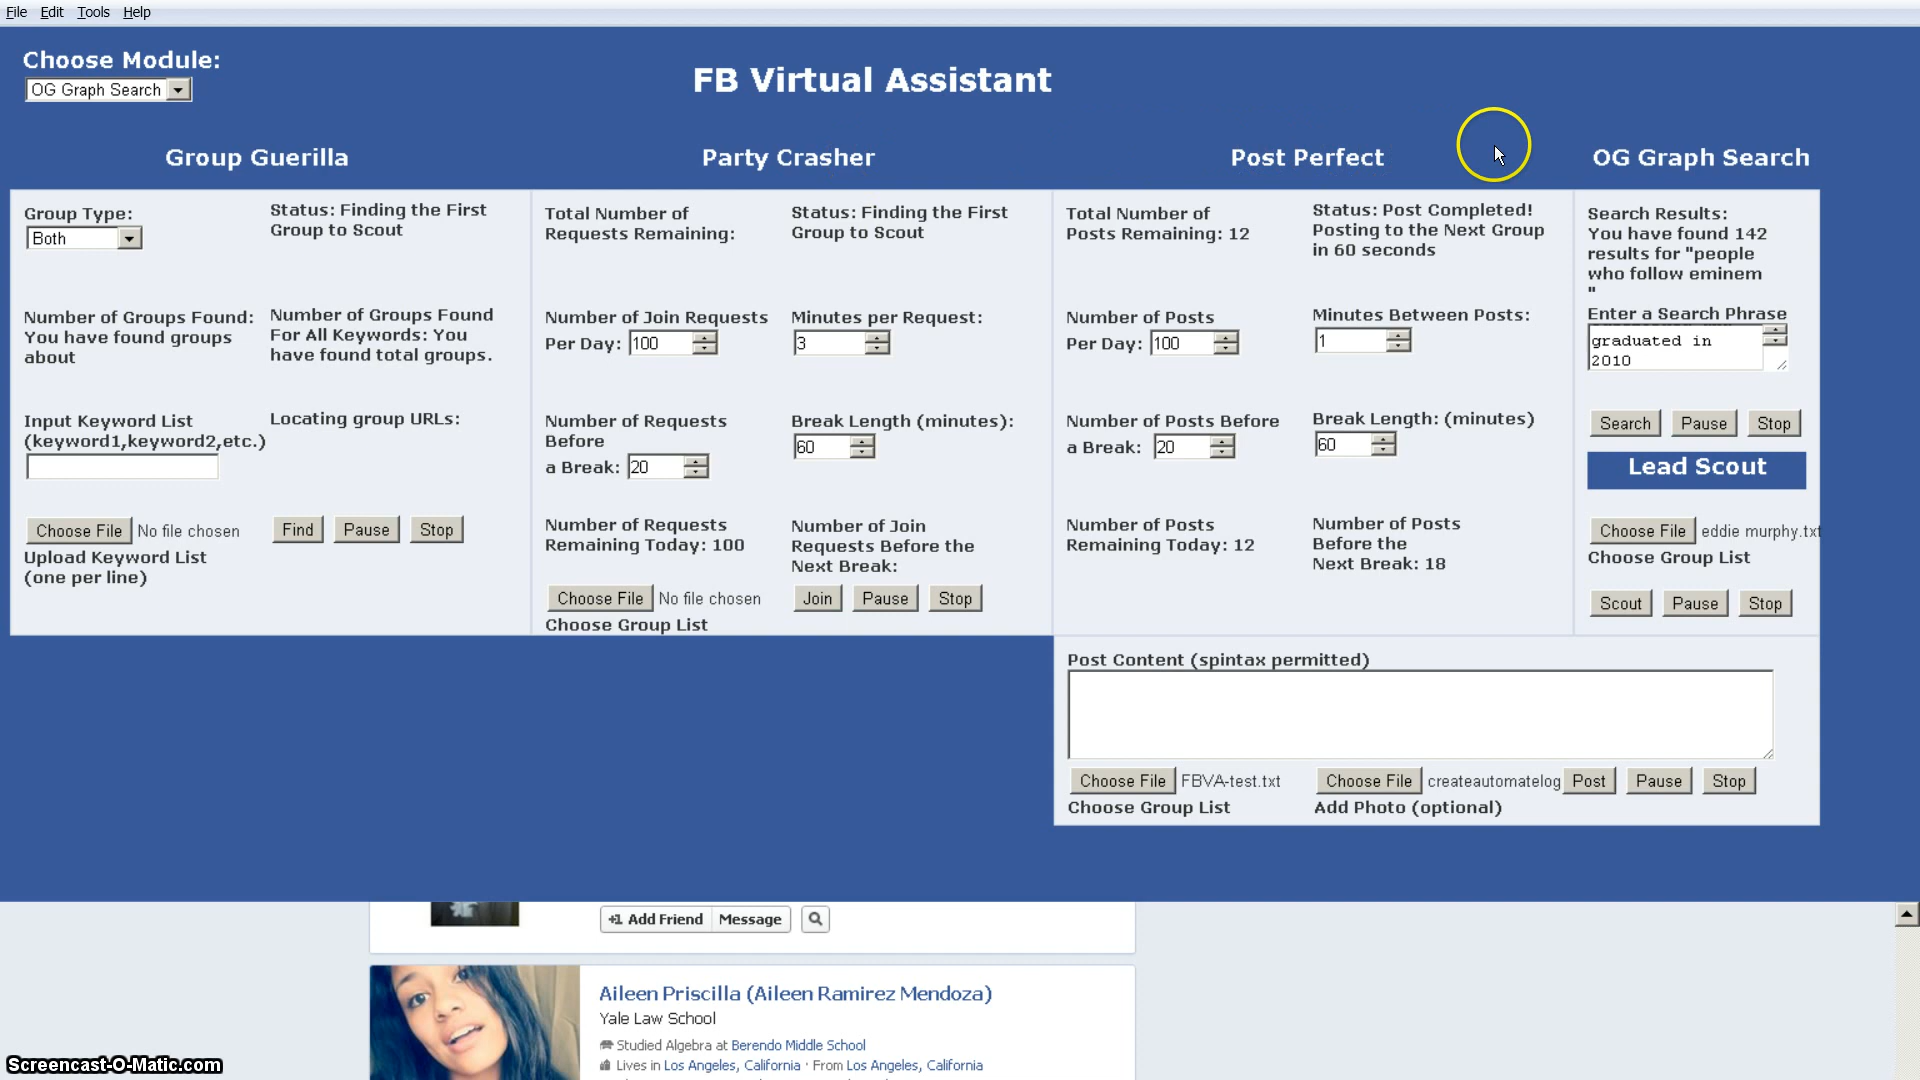 File Edit Tools Help
Choose Module:
OG Graph Search
FB Virtual Assistant
Group Guerilla
Party Crasher
Post Perfect
OG Graph Search
Group Type:
Both
Status: Finding the First
Group to Scout
Number of Groups Found:
You have found groups
about
Number of Groups Found
For All Keywords: You
have found total groups.
Input Keyword List
(keyword1,keyword2,etc.)
Locating group URLs:
Choose File No file chosen
Find Pause Stop
Upload Keyword List
(one per line)
Total Number of
Requests Remaining:
Status: Finding the First
Group to Scout
Number of Join Requests
Per Day: 100
Minutes per Request:
3
Number of Requests
Before
a Break: 20
Break Length (minutes):
60
Number of Requests
Remaining Today: 100
Number of Join
Requests Before the
Next Break:
Choose File No file chosen
Join Pause Stop
Choose Group List
Total Number of
Posts Remaining: 12
Status: Post Completed!
Posting to the Next Group
in 60 seconds
Number of Posts
Per Day: 100
Minutes Between Posts:
1
Number of Posts Before
a Break: 20
Break Length: (minutes)
60
Number of Posts
Remaining Today: 12
Number of Posts
Before the
Next Break: 18
Search Results:
You have found 142
results for "people
who follow eminem
"
Enter a Search Phrase
graduated in
2010
Search Pause Stop
Lead Scout
Choose File eddie murphy.txt
Choose Group List
Scout Pause Stop
Post Content (spintax permitted)
Choose File FBVA-test.txt
Choose Group List
Choose File createautomatelog
Add Photo (optional)
Post Pause Stop
+1 Add Friend Message
Aileen Priscilla (Aileen Ramirez Mendoza)
Yale Law School
Studied Algebra at Berendo Middle School
Lives in Los Angeles, California · From Los Angeles, California
Screencast-O-Matic.com